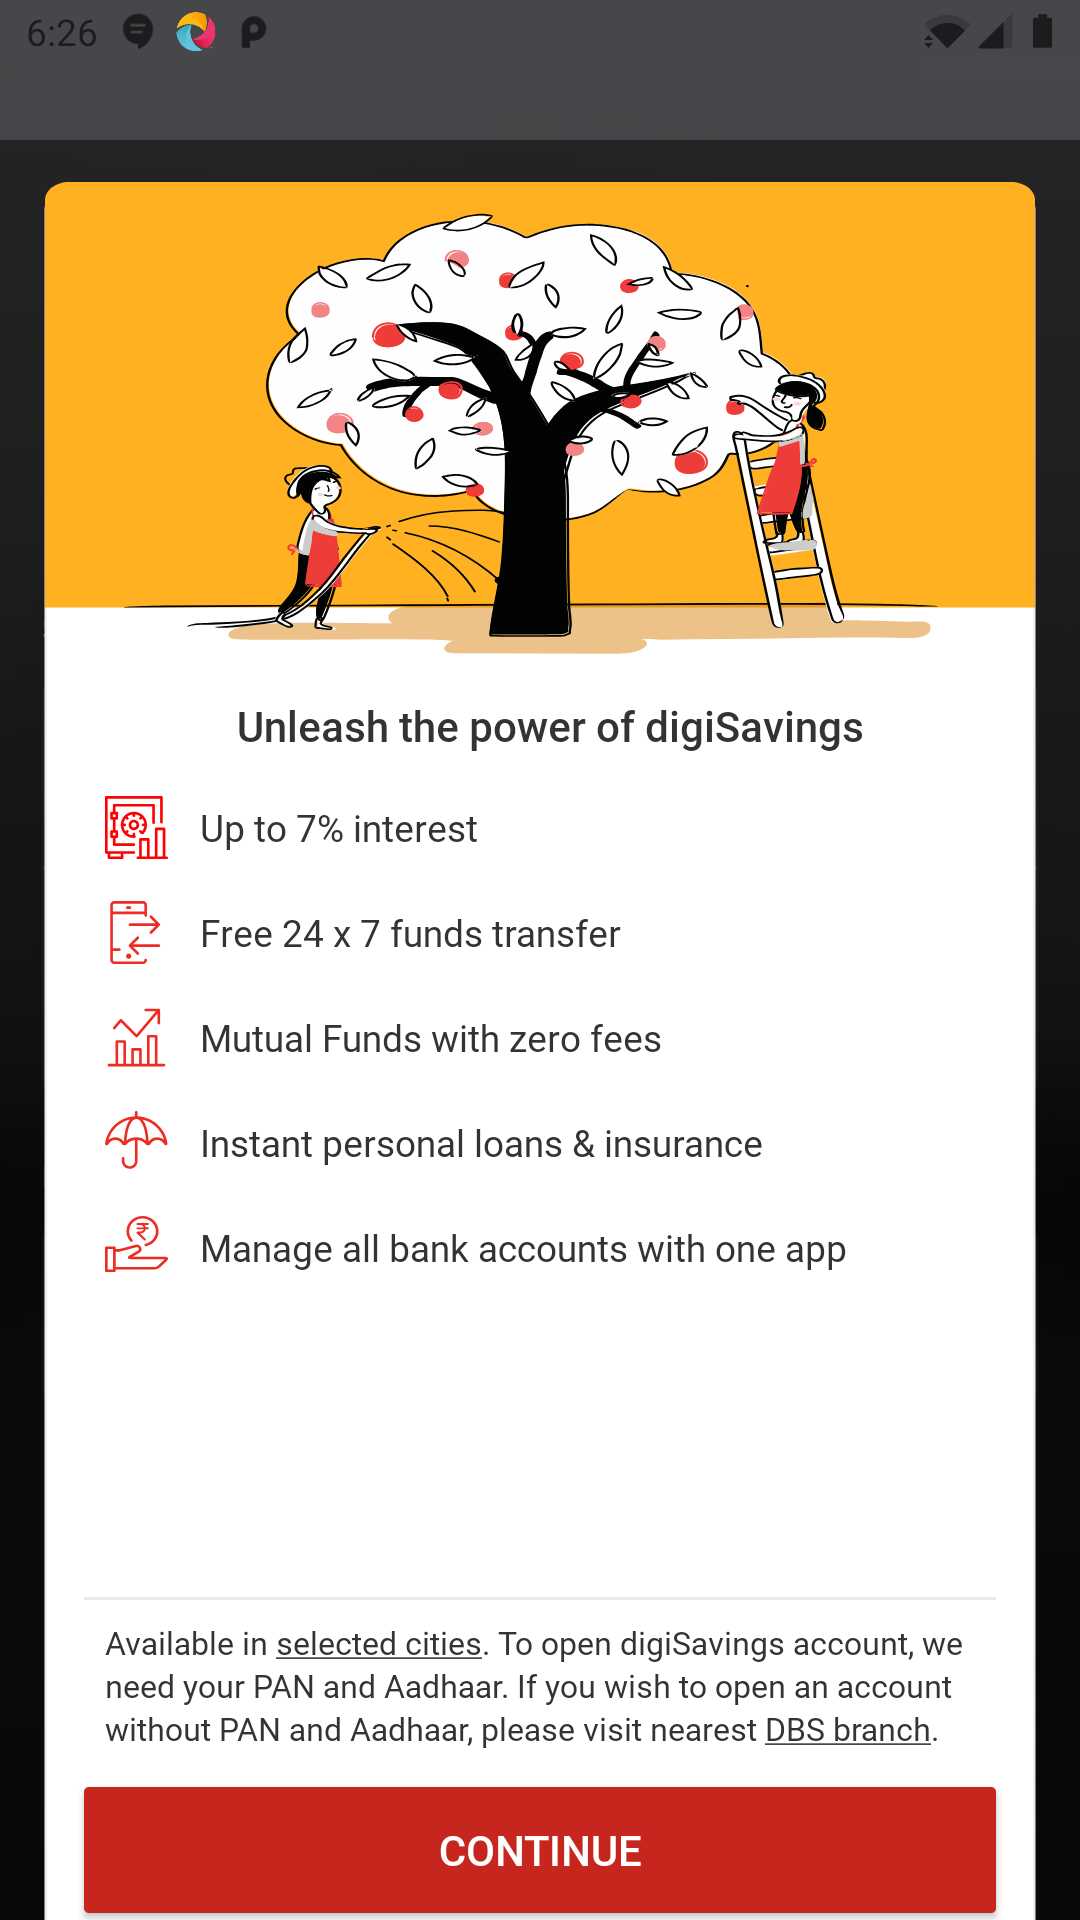 6:26
Unleash the power of digiSavings
Up to 7% interest
Free 24 x 7 funds transfer
Mutual Funds with zero fees
Instant personal loans & insurance
Manage all bank accounts with one app
Available in selected cities. To open digiSavings account, we
need your PAN and Aadhaar. If you wish to open an account
without PAN and Aadhaar, please visit nearest DBS branch.
CONTINUE